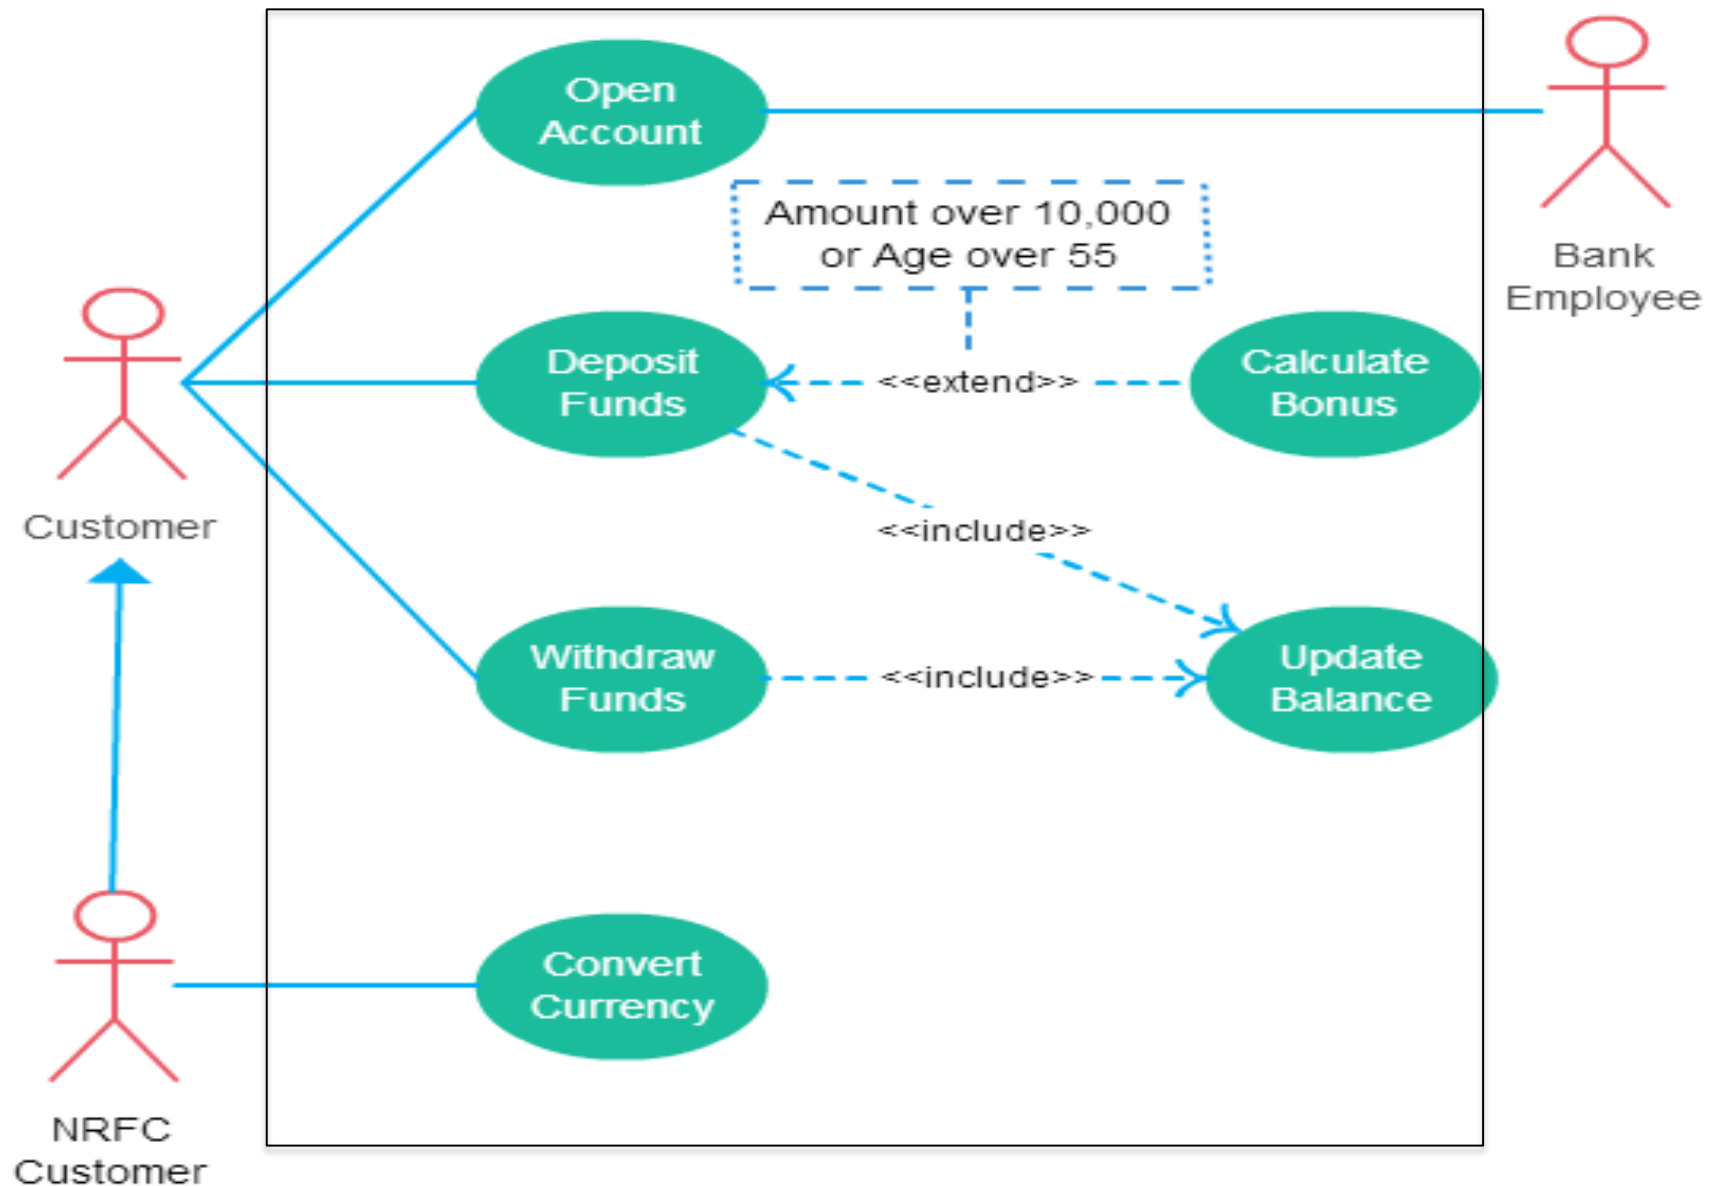 Open
Account
Bank
Employee
Amount over 10,000
or Age over 55
Customer
Deposit
Funds
<<extend>>
Calculate
Bonus
<<include>>
Withdraw
Funds
<<include>>
Update
Balance
NRFC
Customer
Convert
Currency